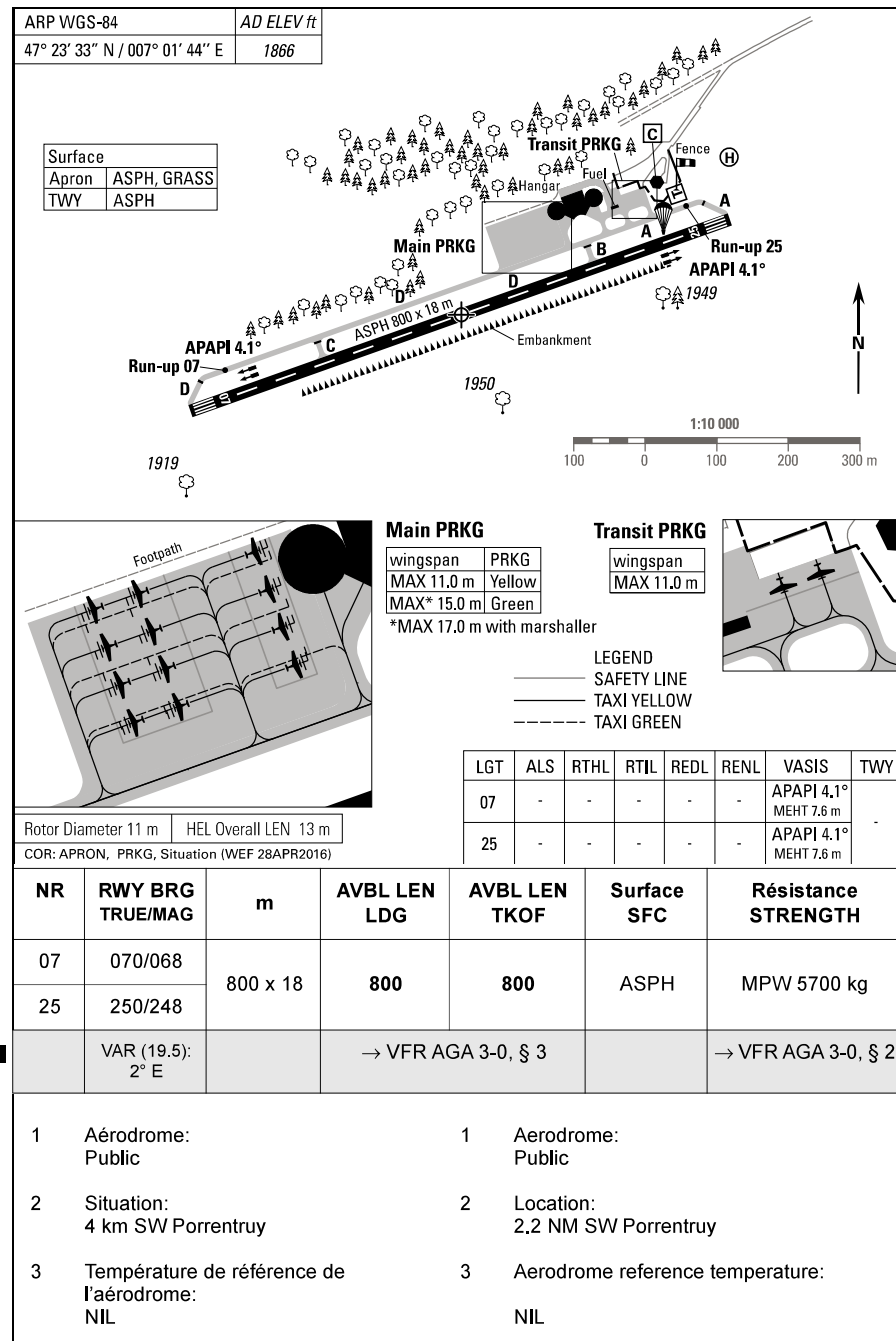 ARP WGS-84 AD ELEV ft
47° 23′ 33″ N / 007° 01′ 44″ E 1866
Surface
Apron ASPH, GRASS
TWY ASPH
Transit PRKG
C
Fence
H
Fuel
Hangar
T
A
A
Main PRKG
B
25
Run-up 25
D
APAPI 4.1°
D
1949
ASPH 800 x 18 m
N
APAPI 4.1°
C
Embankment
Run-up 07
D
07
1950
1:10 000
100 0 100 200 300 m
1919
Footpath
Main PRKG
wingspan PRKG
MAX 11.0 m Yellow
MAX* 15.0 m Green
*MAX 17.0 m with marshaller
Transit PRKG
wingspan
MAX 11.0 m
LEGEND
SAFETY LINE
TAXI YELLOW
TAXI GREEN
LGT ALS RTHL RTIL REDL RENL VASIS TWY
07 - - - - - APAPI 4.1°
MEHT 7.6 m
-
25 - - - - - APAPI 4.1°
MEHT 7.6 m
Rotor Diameter 11 m HEL Overall LEN 13 m
COR: APRON, PRKG, Situation (WEF 28APR2016)
NR RWY BRG m AVBL LEN AVBL LEN Surface Résistance
TRUE/MAG LDG TKOF SFC STRENGTH
07 070/068
800 x 18 800 800 ASPH MPW 5700 kg
25 250/248
VAR (19.5): → VFR AGA 3-0, § 3 → VFR AGA 3-0, § 2
2° E
1 Aérodrome:
Public
2 Situation:
4 km SW Porrentruy
3 Température de référence de
l'aérodrome:
NIL
1 Aerodrome:
Public
2 Location:
2.2 NM SW Porrentruy
3 Aerodrome reference temperature:
NIL